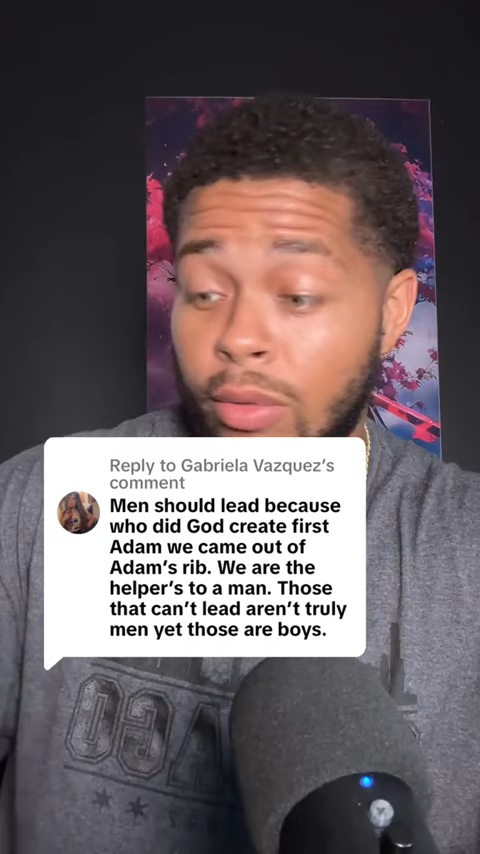 Reply to Gabriela Vazquez's
comment
Men should lead because
who did God create first
Adam we came out of
Adam's rib. We are the
helper's to a man. Those
that can't lead aren't truly
men yet those are boys.